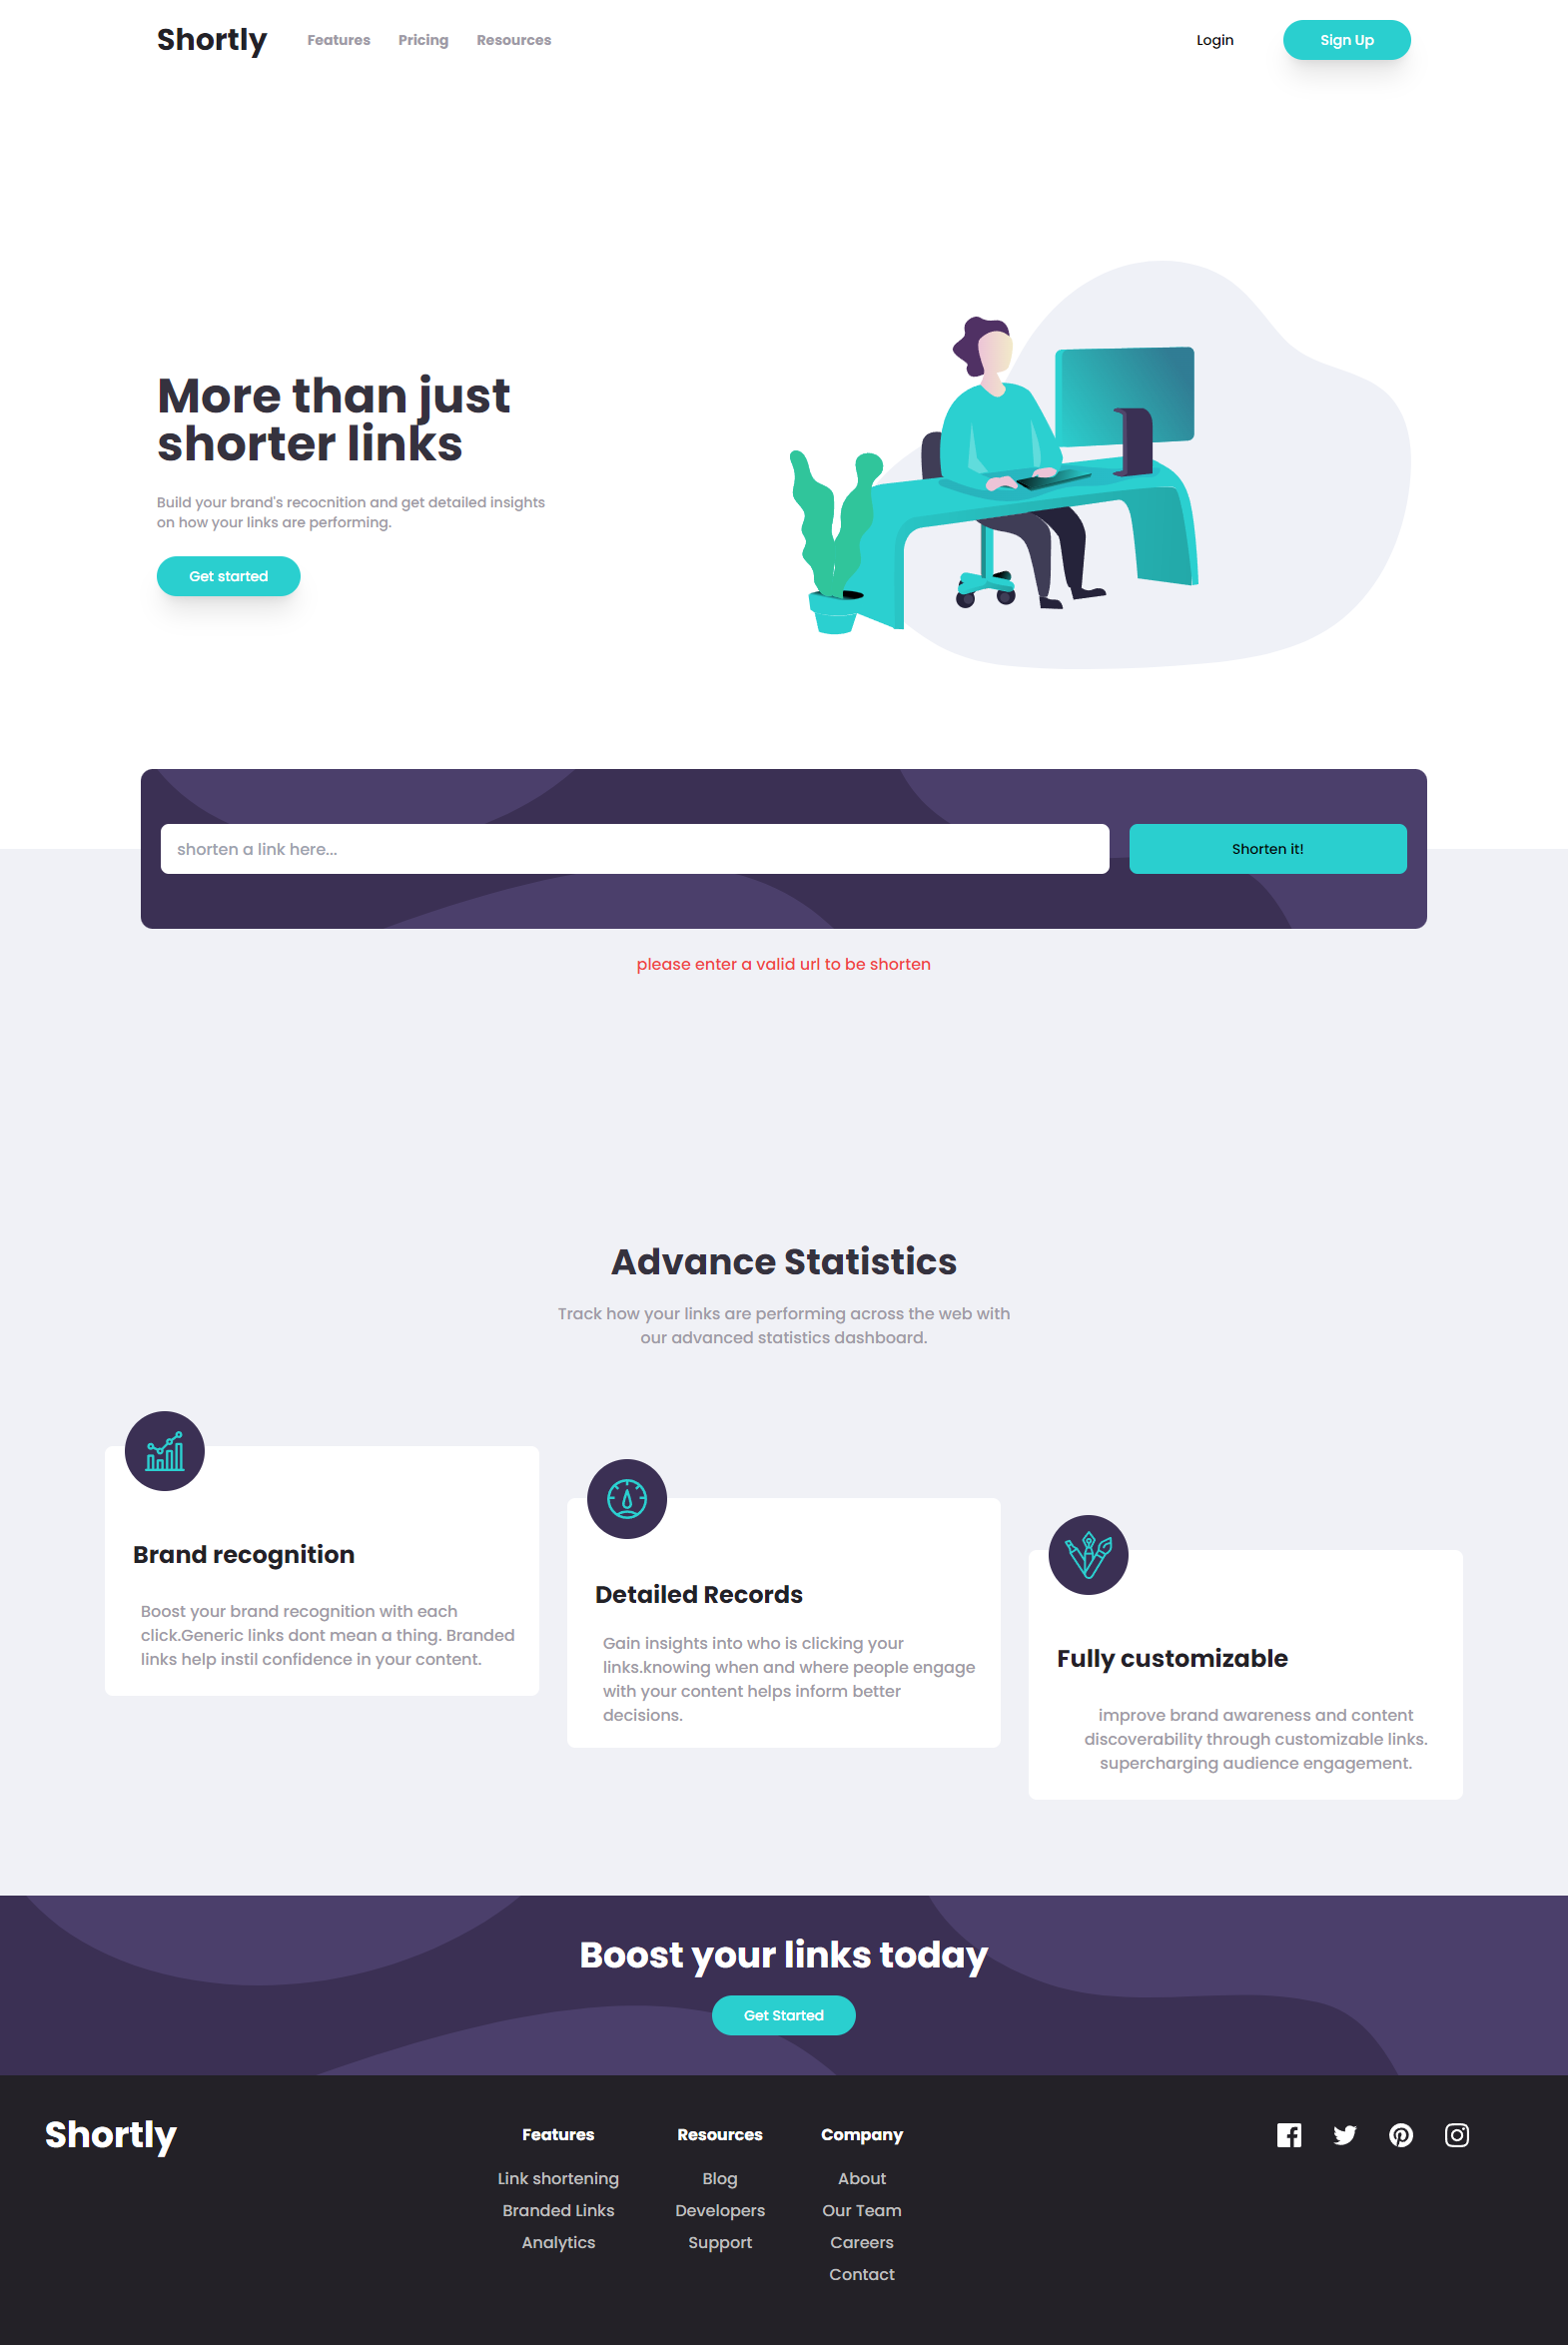 Shortly
Features
Pricing
Resources
Login
Sign Up
More than just
shorter links
Build your brand's recocnition and get detailed insights
on how your links are performing.
Get started
shorten a link here...
Shorten it!
please enter a valid url to be shorten
Advance Statistics
Track how your links are performing across the web with
our advanced statistics dashboard.
Brand recognition
Boost your brand recognition with each
click.Generic links dont mean a thing. Branded
links help instil confidence in your content.
Detailed Records
Gain insights into who is clicking your
links.knowing when and where people engage
with your content helps inform better
decisions.
Fully customizable
improve brand awareness and content
discoverability through customizable links.
supercharging audience engagement.
Boost your links today
Get Started
Shortly
Features
Link shortening
Branded Links
Analytics
Resources
Blog
Developers
Support
Company
About
Our Team
Careers
Contact